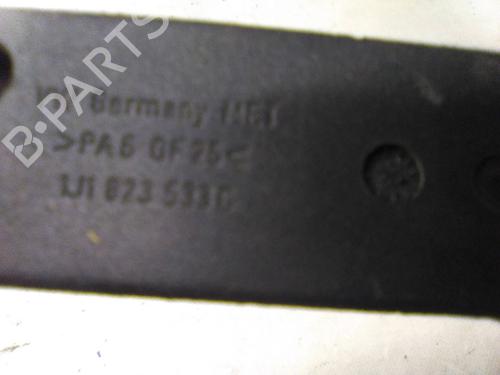 B-PARTS
Germany
>PA6 GF25<
1J1 823 533 C